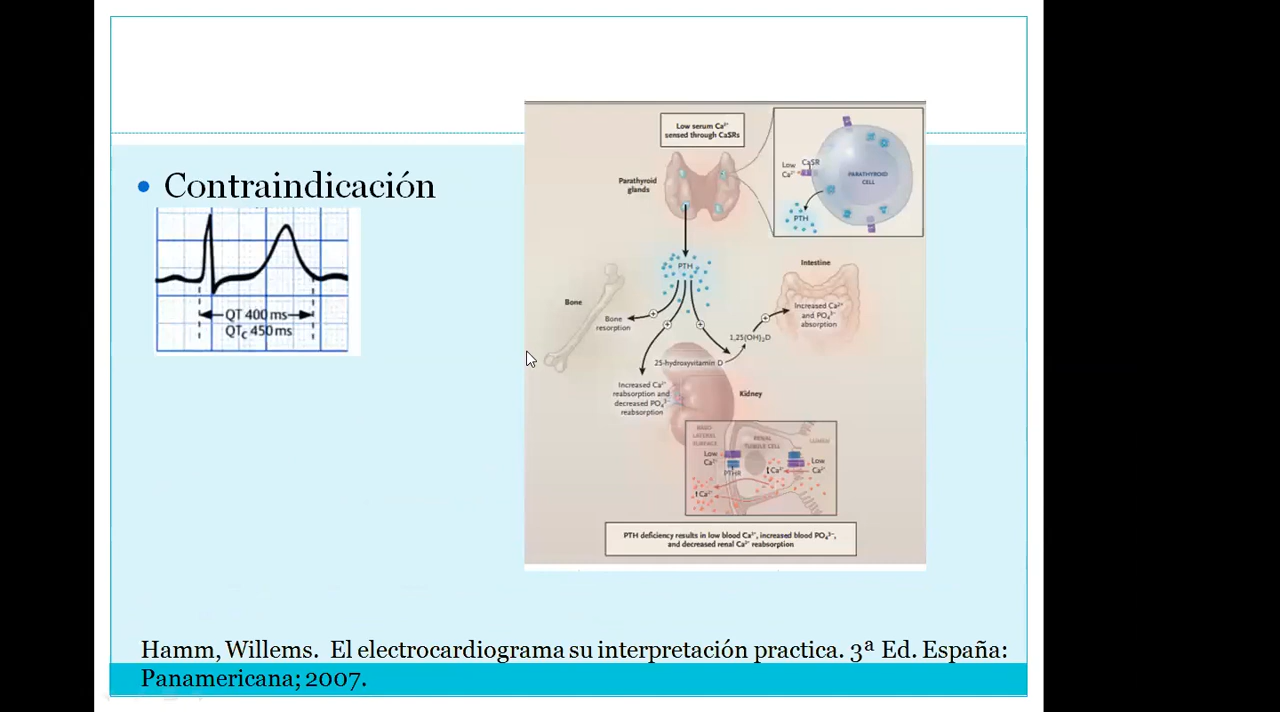 • Contraindicación
QT 400 ms
QTc 450 ms
Low serum Ca²⁺
sensed through CaSRs
Parathyroid
glands
Low
Ca²⁺
CaSR
PARATHYROID
CELL
PTH
PTH
Bone
Bone
resorption
Intestine
Increased Ca²⁺
and PO₄³⁻
absorption
1,25(OH)₂D
25-hydroxyvitamin D
Increased Ca²⁺
reabsorption and
decreased PO₄³⁻
reabsorption
Kidney
BASO
LATERAL
SURFACE
RENAL
TUBULE CELL
LUMEN
Low
Ca²⁺
PTHR
↑Ca²⁺
Low
Ca²⁺
↑Ca²⁺
PTH deficiency results in low blood Ca²⁺, increased blood PO₄³⁻,
and decreased renal Ca²⁺ reabsorption
Hamm, Willems. El electrocardiograma su interpretación practica. 3ª Ed. España:
Panamericana; 2007.